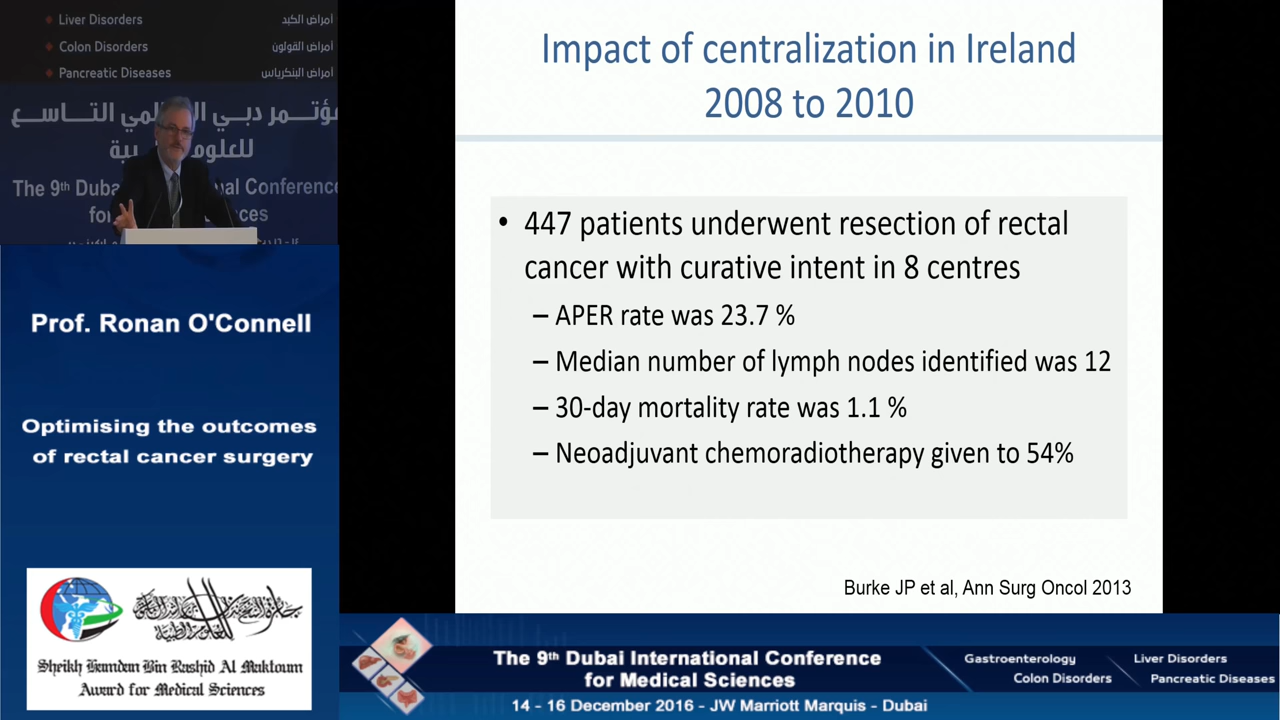 Liver Disorders
أمراض الكبد
Colon Disorders
أمراض القولون
Pancreatic Diseases
أمراض البنكرياس
التاسع
The 9th Conference
Prof. Ronan O'Connell
Optimising the outcomes
of rectal cancer surgery
Sheikh Hamdan Bin Rashid Al Maktoum
Award for Medical Sciences
Impact of centralization in Ireland
2008 to 2010
• 447 patients underwent resection of rectal
cancer with curative intent in 8 centres
– APER rate was 23.7 %
– Median number of lymph nodes identified was 12
– 30-day mortality rate was 1.1 %
– Neoadjuvant chemoradiotherapy given to 54%
Burke JP et al, Ann Surg Oncol 2013
The 9th Dubai International Conference
for Medical Sciences
14 - 16 December 2016 - JW Marriott Marquis - Dubai
Gastroenterology
Liver Disorders
Colon Disorders
Pancreatic Diseases